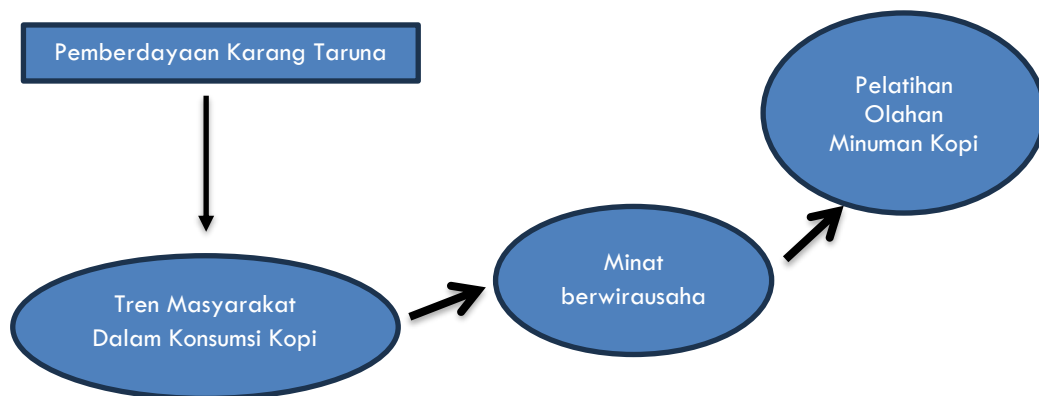 Pemberdayaan Karang Taruna
Tren Masyarakat
Dalam Konsumsi Kopi
Minat
berwirausaha
Pelatihan
Olahan
Minuman Kopi